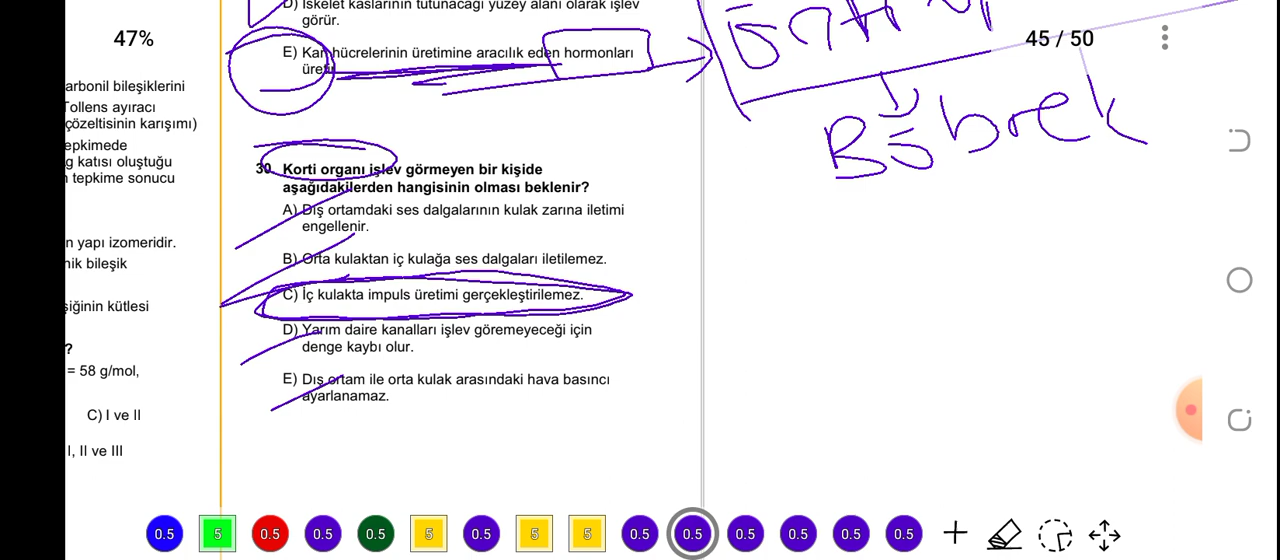 D) İskelet kaslarının tutunacağı yüzey alanı olarak işlev
görür.
47%
E) Kan hücrelerinin üretimine aracılık eden hormonları
üretir
45 / 50
Böbrek
arbonil bileşiklerini
Tollens ayıracı
çözeltisinin karışımı)
epkimede
g katısı oluştuğu
n tepkime sonucu
n yapı izomeridir.
nik bileşik
şiğinin kütlesi
?
= 58 g/mol,
C) I ve II
I, II ve III
30. Korti organı işlev görmeyen bir kişide
aşağıdakilerden hangisinin olması beklenir?
A) Dış ortamdaki ses dalgalarının kulak zarına iletimi
engellenir.
B) Orta kulaktan iç kulağa ses dalgaları iletilemez.
C) İç kulakta impuls üretimi gerçekleştirilemez.
D) Yarım daire kanalları işlev göremeyeceği için
denge kaybı olur.
E) Dış ortam ile orta kulak arasındaki hava basıncı
ayarlanamaz.
0.5 5 0.5 0.5 0.5 5 0.5 5 5 0.5 0.5 0.5 0.5 0.5 0.5